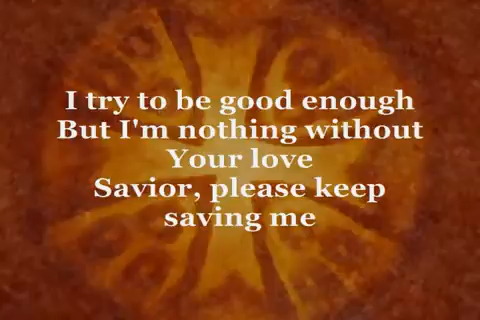 I try to be good enough
But I'm nothing without
Your love
Savior, please keep
saving me